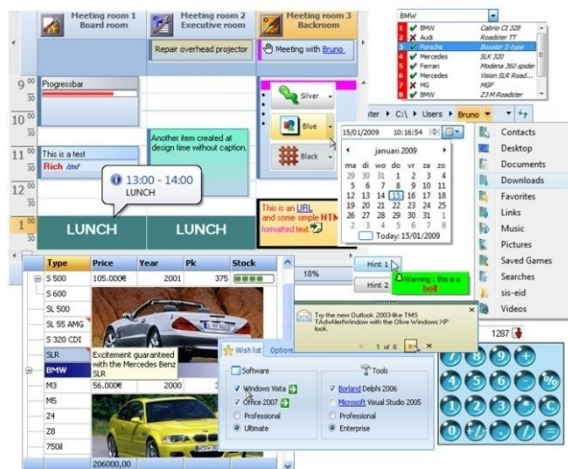 Meeting room 1
Board room
Meeting room 2
Executive room
Meeting room 3
Backroom
Repair overhead projector
Meeting with Bruno
BMW
1 BMW Cabrio CI 328
2 Audi Roadster TT
3 Porsche Boxster S-type
4 Mercedes SLK 320
5 Ferrari Modena 360 spider
6 Mercedes Vision SLR Road...
7 MG MGF
8 BMW Z3 M Roadster
9 00
30
10 00
30
11 00
30
12 00
30
1 00
30
Progressbar
This is a test
Rich text
Another item created at
design time without caption.
13:00 - 14:00
LUNCH
LUNCH
LUNCH
Silver
Blue
Black
This is an URL
and some simple HTM
formatted text
ter C:\ Users Bruno
15/01/2009 10:16:54
januari 2009
ma di wo do vr za zo
29 30 31 1 2 3 4
5 6 7 8 9 10 11
12 13 14 15 16 17 18
19 20 21 22 23 24 25
26 27 28 29 30 31 1
2 3 4 5 6 7 8
Today: 15/01/2009
Contacts
Desktop
Documents
Downloads
Favorites
Links
Music
Pictures
Saved Games
Searches
sis-eid
Videos
18%
Hint 1
Hint 2
Warning : this is a
boll
Try the new Outlook 2003-like TMS
TAdvAlertWindow with the Olive Windows XP
look.
1 of 6
Type Price Year Pk Stock
S 500 105.000€ 2001 375
S 600
SL 500
SL 55 AMG
S 320 CDI
SLR
Excitement guaranteed
with the Mercedes Benz
SLR
BMW
M3 56.000€ 2000
M5
Z4
Z8
750il
206000,00
Wish list Option
Software
Windows Vista
Office 2007
Professional
Ultimate
Tools
Borland Delphi 2006
Microsoft Visual Studio 2005
Professional
Enterprise
1287
7 8 9 +
4 5 6 - %
1 2 3 × C
0 +/- . / =